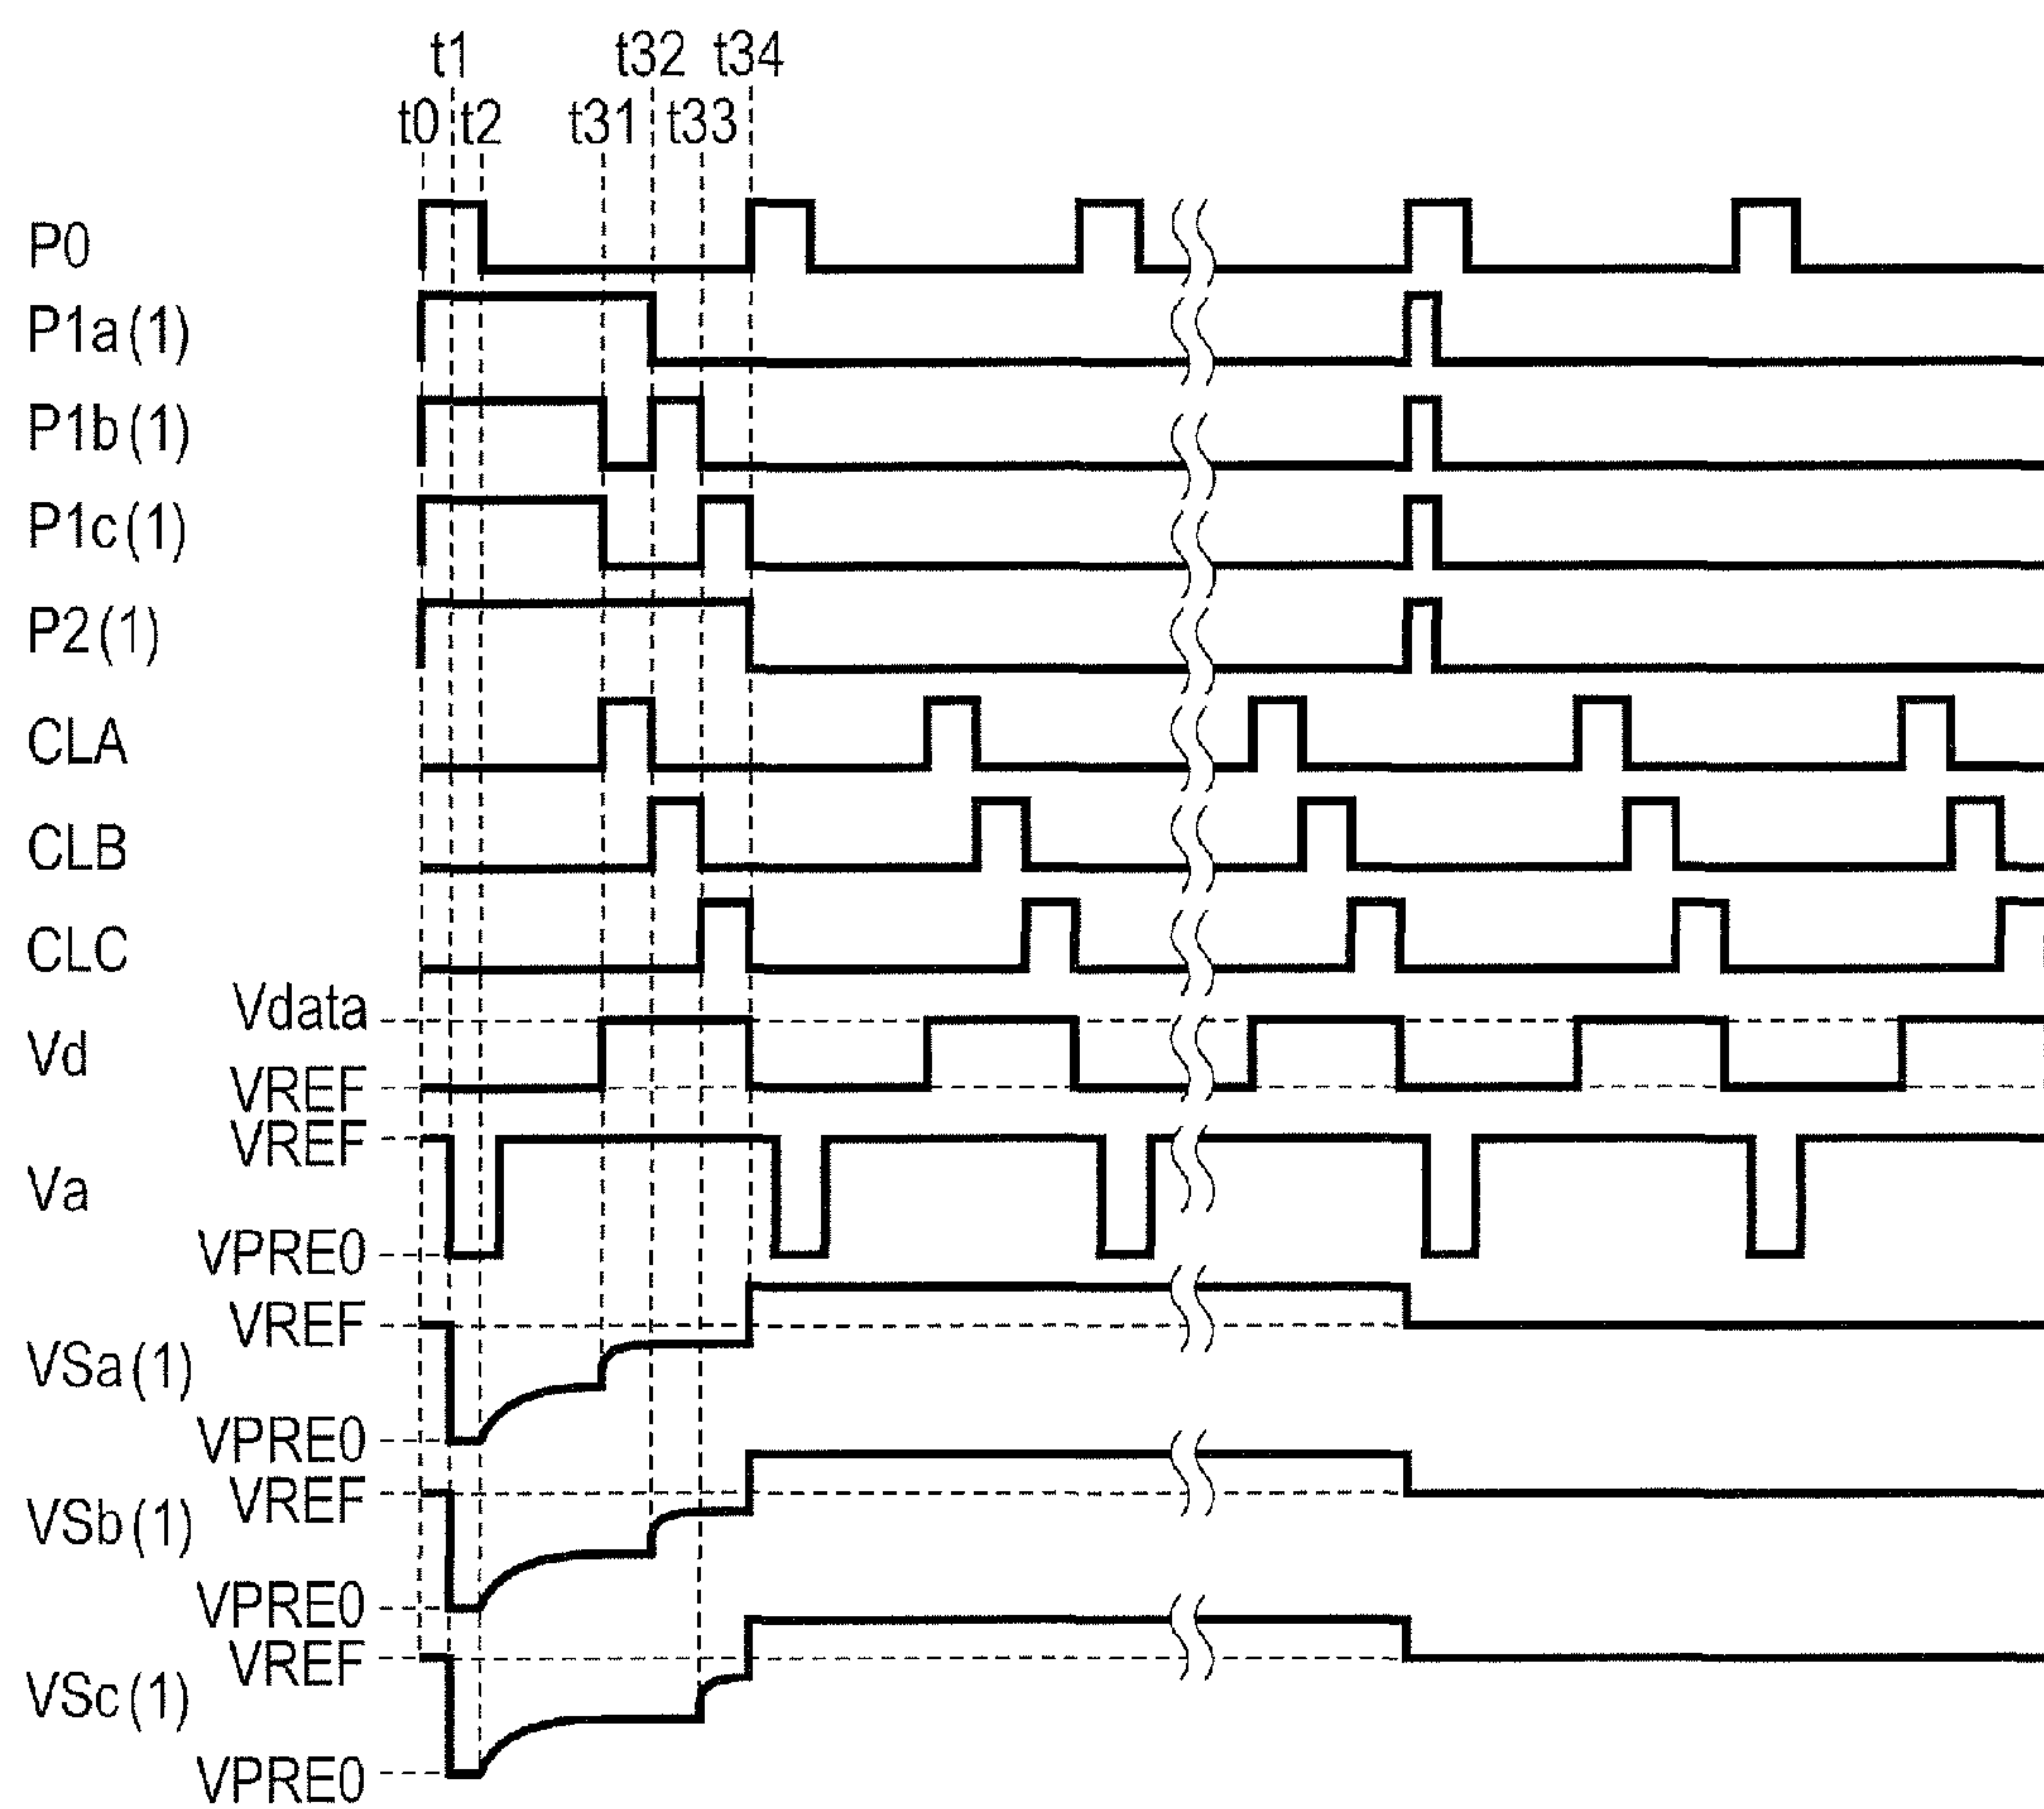 t1 t32 t34
t0 t2 t31 t33
P0
P1a(1)
P1b(1)
P1c(1)
P2(1)
CLA
CLB
CLC
Vdata
Vd
VREF
VREF
Va
VPRE0
VREF
VSa(1)
VPRE0
VREF
VSb(1)
VPRE0
VREF
VSc(1)
VPRE0